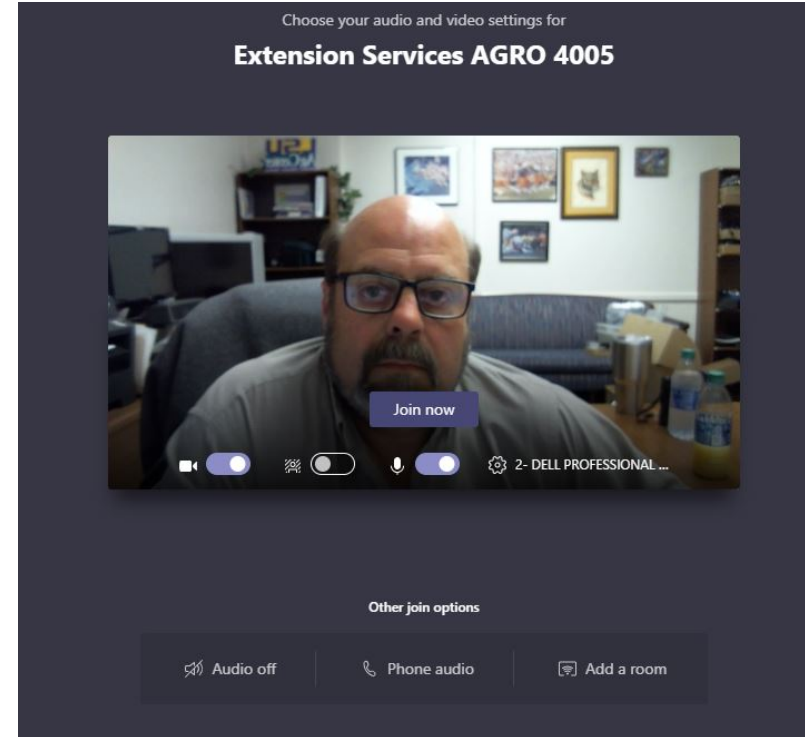 Choose your audio and video settings for
Extension Services AGRO 4005
Join now
2- DELL PROFESSIONAL ...
Other join options
Audio off
Phone audio
Add a room